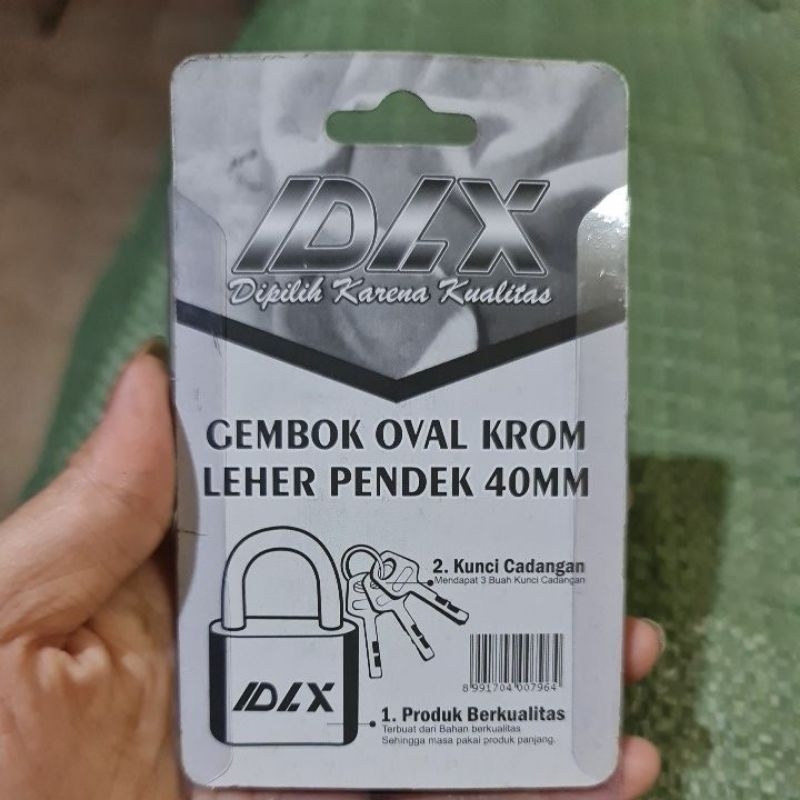 IDLX
Dipilih Karena Kualitas
GEMBOK OVAL KROM
LEHER PENDEK 40MM
2. Kunci Cadangan
Mendapat 3 Buah Kunci Cadangan
8 991704 007964
IDLX
1. Produk Berkualitas
Terbuat dari Bahan berkualitas
Sehingga masa pakai produk panjang.